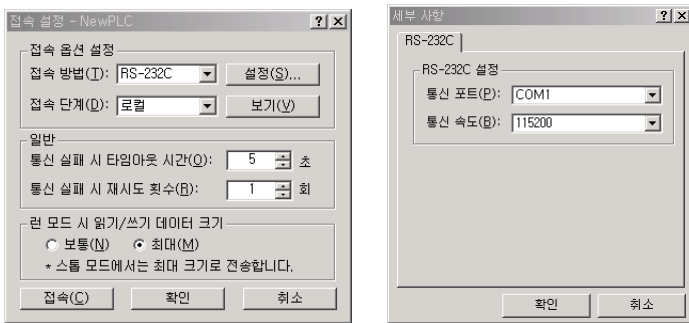 접속 설정 - NewPLC
접속 옵션 설정
접속 방법(T): RS-232C 설정(S)...
접속 단계(D): 로컬 보기(V)
일반
통신 실패 시 타임아웃 시간(O): 5 초
통신 실패 시 재시도 횟수(R): 1 회
런 모드 시 읽기/쓰기 데이터 크기
보통(N) 최대(M)
* 스톱 모드에서는 최대 크기로 전송합니다.
접속(C) 확인 취소
세부 사항
RS-232C
RS-232C 설정
통신 포트(P): COM1
통신 속도(B): 115200
확인 취소